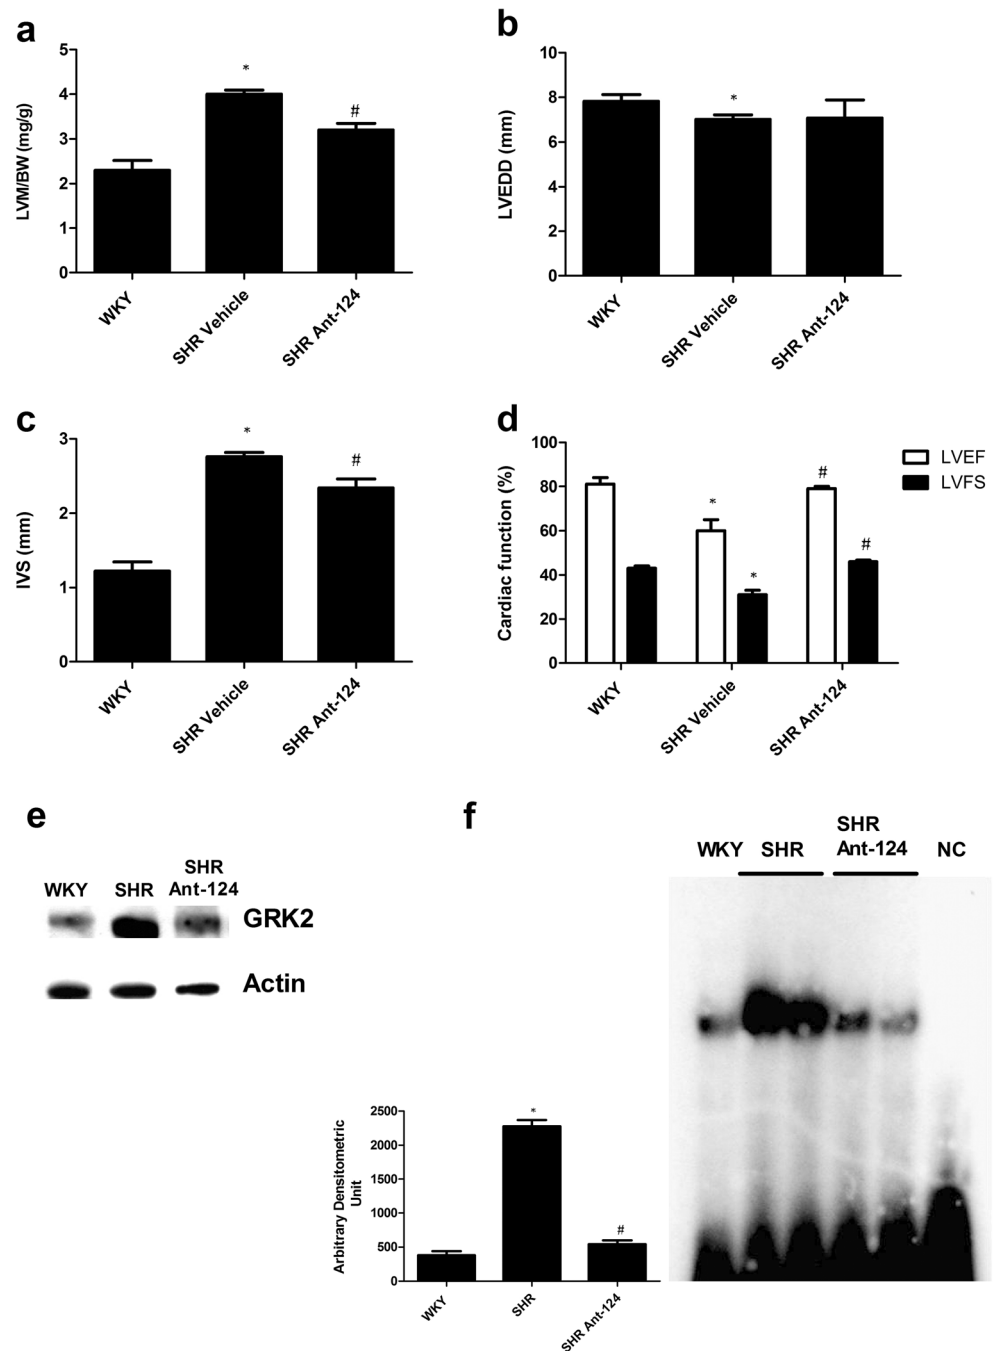 a
LVM/BW (mg/g)
5
4
3
2
1
0
*
#
WKY
SHR Vehicle
SHR Ant-124
b
LVEDD (mm)
10
8
6
4
2
0
*
WKY
SHR Vehicle
SHR Ant-124
c
IVS (mm)
3
2
1
0
*
#
WKY
SHR Vehicle
SHR Ant-124
d
Cardiac function (%)
100
80
60
40
20
0
*
*
#
#
LVEF
LVFS
WKY
SHR Vehicle
SHR Ant-124
e
WKY SHR SHR
Ant-124
GRK2
Actin
f
Arbitrary Densitometric
Unit
2500
2000
1500
1000
500
0
*
#
WKY
SHR
SHR Ant-124
WKY SHR SHR
Ant-124 NC